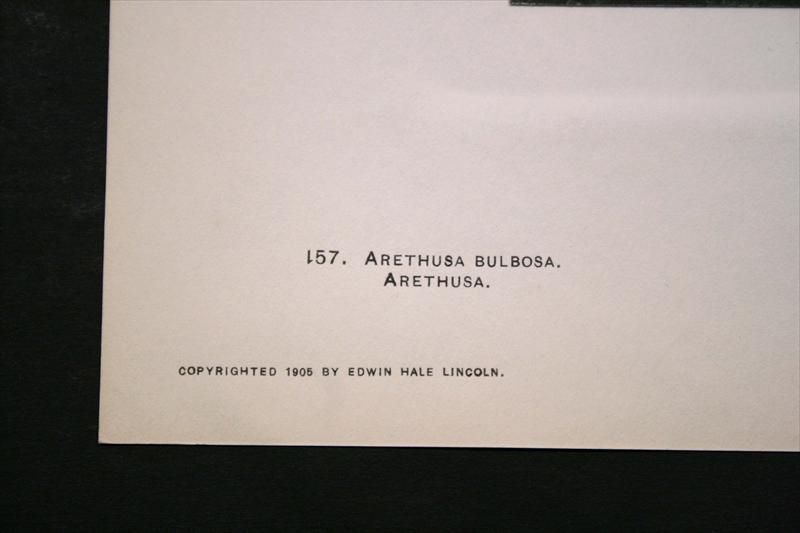 157. ARETHUSA BULBOSA.
ARETHUSA.
COPYRIGHTED 1905 BY EDWIN HALE LINCOLN.